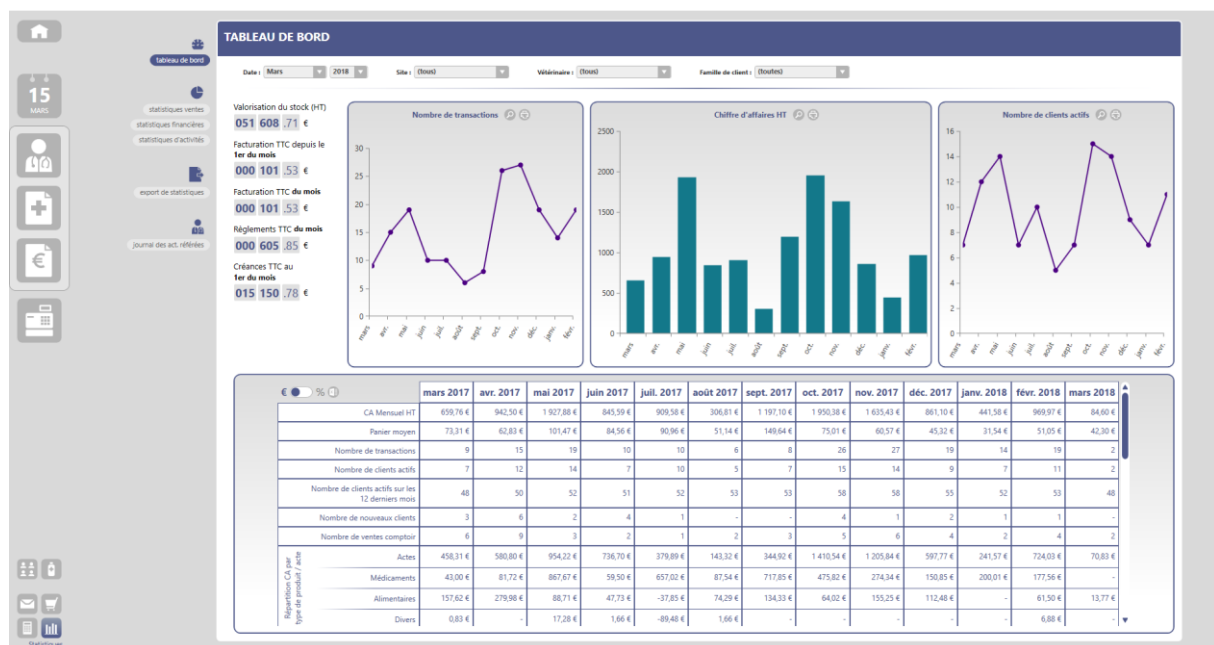 TABLEAU DE BORD
tableau de bord
Date : Mars 2018 Site : (tous) Vétérinaire : (tous) Famille de client : (toutes)
15
MARS
statistiques ventes
statistiques financières
statistiques d'activités
export de statistiques
journal des act. référées
Valorisation du stock (HT)
051 608 .71 €
Facturation TTC depuis le
1er du mois
000 101 .53 €
Facturation TTC du mois
000 101 .53 €
Règlements TTC du mois
000 605 .85 €
Créances TTC au
1er du mois
015 150 .78 €
Nombre de transactions
30
25
20
15
10
5
0
mars avr. mai juin juil. août sept. oct. nov. déc. janv. févr.
Chiffre d'affaires HT
2500
2000
1500
1000
500
0
mars avr. mai juin juil. août sept. oct. nov. déc. janv. févr.
Nombre de clients actifs
16
14
12
10
8
6
4
2
0
mars avr. mai juin juil. août sept. oct. nov. déc. janv. févr.
€ % mars 2017 avr. 2017 mai 2017 juin 2017 juil. 2017 août 2017 sept. 2017 oct. 2017 nov. 2017 déc. 2017 janv. 2018 févr. 2018 mars 2018
CA Mensuel HT 659,76 € 942,50 € 1 927,88 € 845,59 € 909,58 € 306,81 € 1 197,10 € 1 950,38 € 1 635,43 € 861,10 € 441,58 € 969,97 € 84,60 €
Panier moyen 73,31 € 62,83 € 101,47 € 84,56 € 90,96 € 51,14 € 149,64 € 75,01 € 60,57 € 45,32 € 31,54 € 51,05 € 42,30 €
Nombre de transactions 9 15 19 10 10 6 8 26 27 19 14 19 2
Nombre de clients actifs 7 12 14 7 10 5 7 15 14 9 7 11 2
Nombre de clients actifs sur les
12 derniers mois 48 50 52 51 52 53 53 58 58 55 52 53 48
Nombre de nouveaux clients 3 6 2 4 1 - - 4 1 2 1 1 -
Nombre de ventes comptoir 6 9 3 2 1 2 3 5 6 4 2 4 2
Répartition CA par
type de produit / acte
Actes 458,31 € 580,80 € 954,22 € 736,70 € 379,89 € 143,32 € 344,92 € 1 410,54 € 1 205,84 € 597,77 € 241,57 € 724,03 € 70,83 €
Médicaments 43,00 € 81,72 € 867,67 € 59,50 € 657,02 € 87,54 € 717,85 € 475,82 € 274,34 € 150,85 € 200,01 € 177,56 € -
Alimentaires 157,62 € 279,98 € 88,71 € 47,73 € -37,85 € 74,29 € 134,33 € 64,02 € 155,25 € 112,48 € - 61,50 € 13,77 €
Divers 0,83 € - 17,28 € 1,66 € -89,48 € 1,66 € - - - - - 6,88 € -
Statistiques